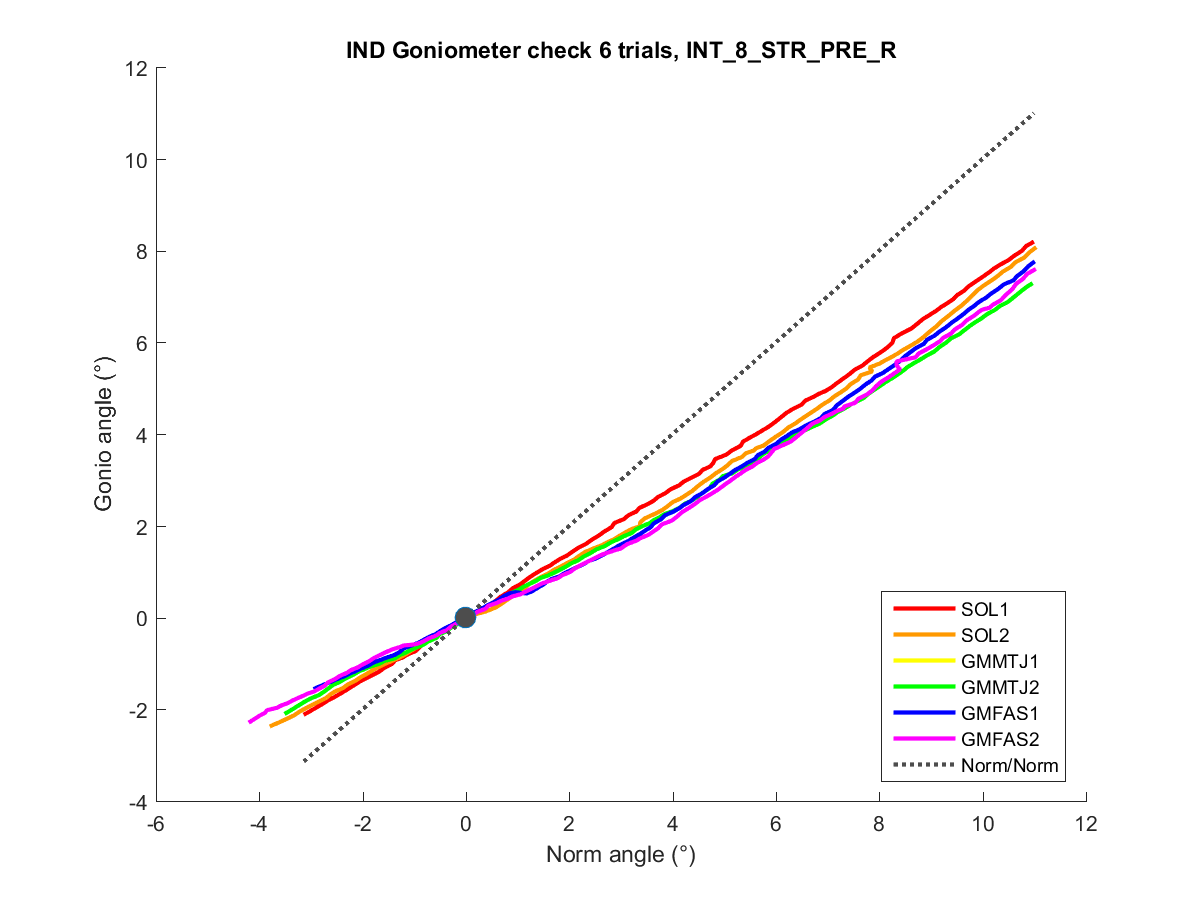 IND Goniometer check 6 trials, INT_8_STR_PRE_R
12
10
8
6
4
2
0
-2
-4
Gonio angle (°)
-6
-4
-2
0
2
4
6
8
10
12
Norm angle (°)
SOL1
SOL2
GMMTJ1
GMMTJ2
GMFAS1
GMFAS2
Norm/Norm